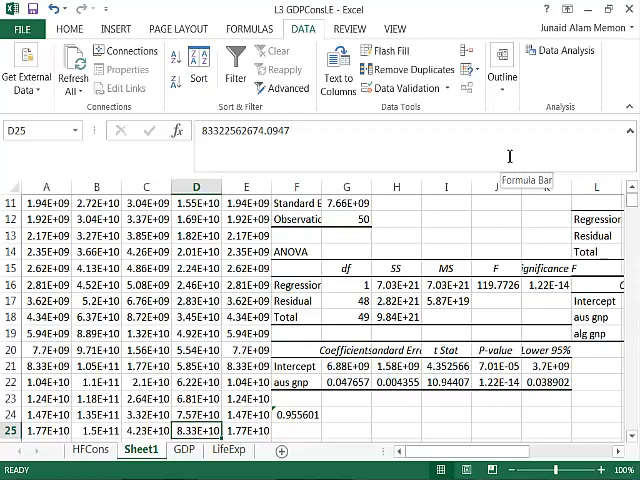 L3 GDPConsLE - Excel
FILE HOME INSERT PAGE LAYOUT FORMULAS DATA REVIEW VIEW Junaid Alam Memon
Get External Data
Refresh All
Connections
Properties
Edit Links
Connections
Sort
Filter
Clear
Reapply
Advanced
Sort & Filter
Text to Columns
Flash Fill
Remove Duplicates
Data Validation
Data Tools
Outline
Data Analysis
Analysis
D25 fx 83322562674.0947
Formula Bar
A B C D E F G H I J K L
11 1.94E+09 2.72E+10 3.04E+09 1.55E+10 1.94E+09 Standard E 7.66E+09
12 1.92E+09 3.04E+09 3.37E+09 1.69E+10 1.92E+09 Observatio 50 Regression
13 2.17E+09 3.27E+09 3.85E+09 1.82E+10 2.17E+09 Residual
14 2.35E+09 3.66E+09 4.26E+09 2.01E+10 2.35E+09 ANOVA Total
15 2.62E+09 4.13E+09 4.86E+09 2.24E+10 2.62E+09 df SS MS F ignificance F
16 2.81E+09 4.52E+09 5.08E+09 2.46E+10 2.81E+09 Regression 1 7.03E+21 7.03E+21 119.7726 1.22E-14
17 3.62E+09 5.2E+10 6.76E+09 2.83E+10 3.62E+09 Residual 48 2.82E+21 5.87E+19 Intercept
18 4.34E+09 6.37E+10 8.72E+09 3.45E+10 4.34E+09 Total 49 9.84E+21 aus gnp
19 5.94E+09 8.89E+10 1.32E+10 4.92E+10 5.94E+09 alg gnp
20 7.7E+09 9.71E+10 1.56E+10 5.54E+10 7.7E+09 Coefficients andard Erro t Stat P-value Lower 95%
21 8.33E+09 1.05E+11 1.77E+10 5.85E+10 8.33E+09 Intercept 6.88E+09 1.58E+09 4.352566 7.01E-05 3.7E+09
22 1.04E+10 1.1E+11 2.1E+10 6.22E+10 1.04E+10 aus gnp 0.047657 0.004355 10.94407 1.22E-14 0.038902
23 1.24E+10 1.18E+11 2.64E+10 6.81E+10 1.24E+10
24 1.47E+10 1.35E+11 3.32E+10 7.57E+10 1.47E+10 0.955601
25 1.77E+10 1.5E+11 4.23E+10 8.33E+10 1.77E+10
HFCons Sheet1 GDP LifeExp
READY 100%